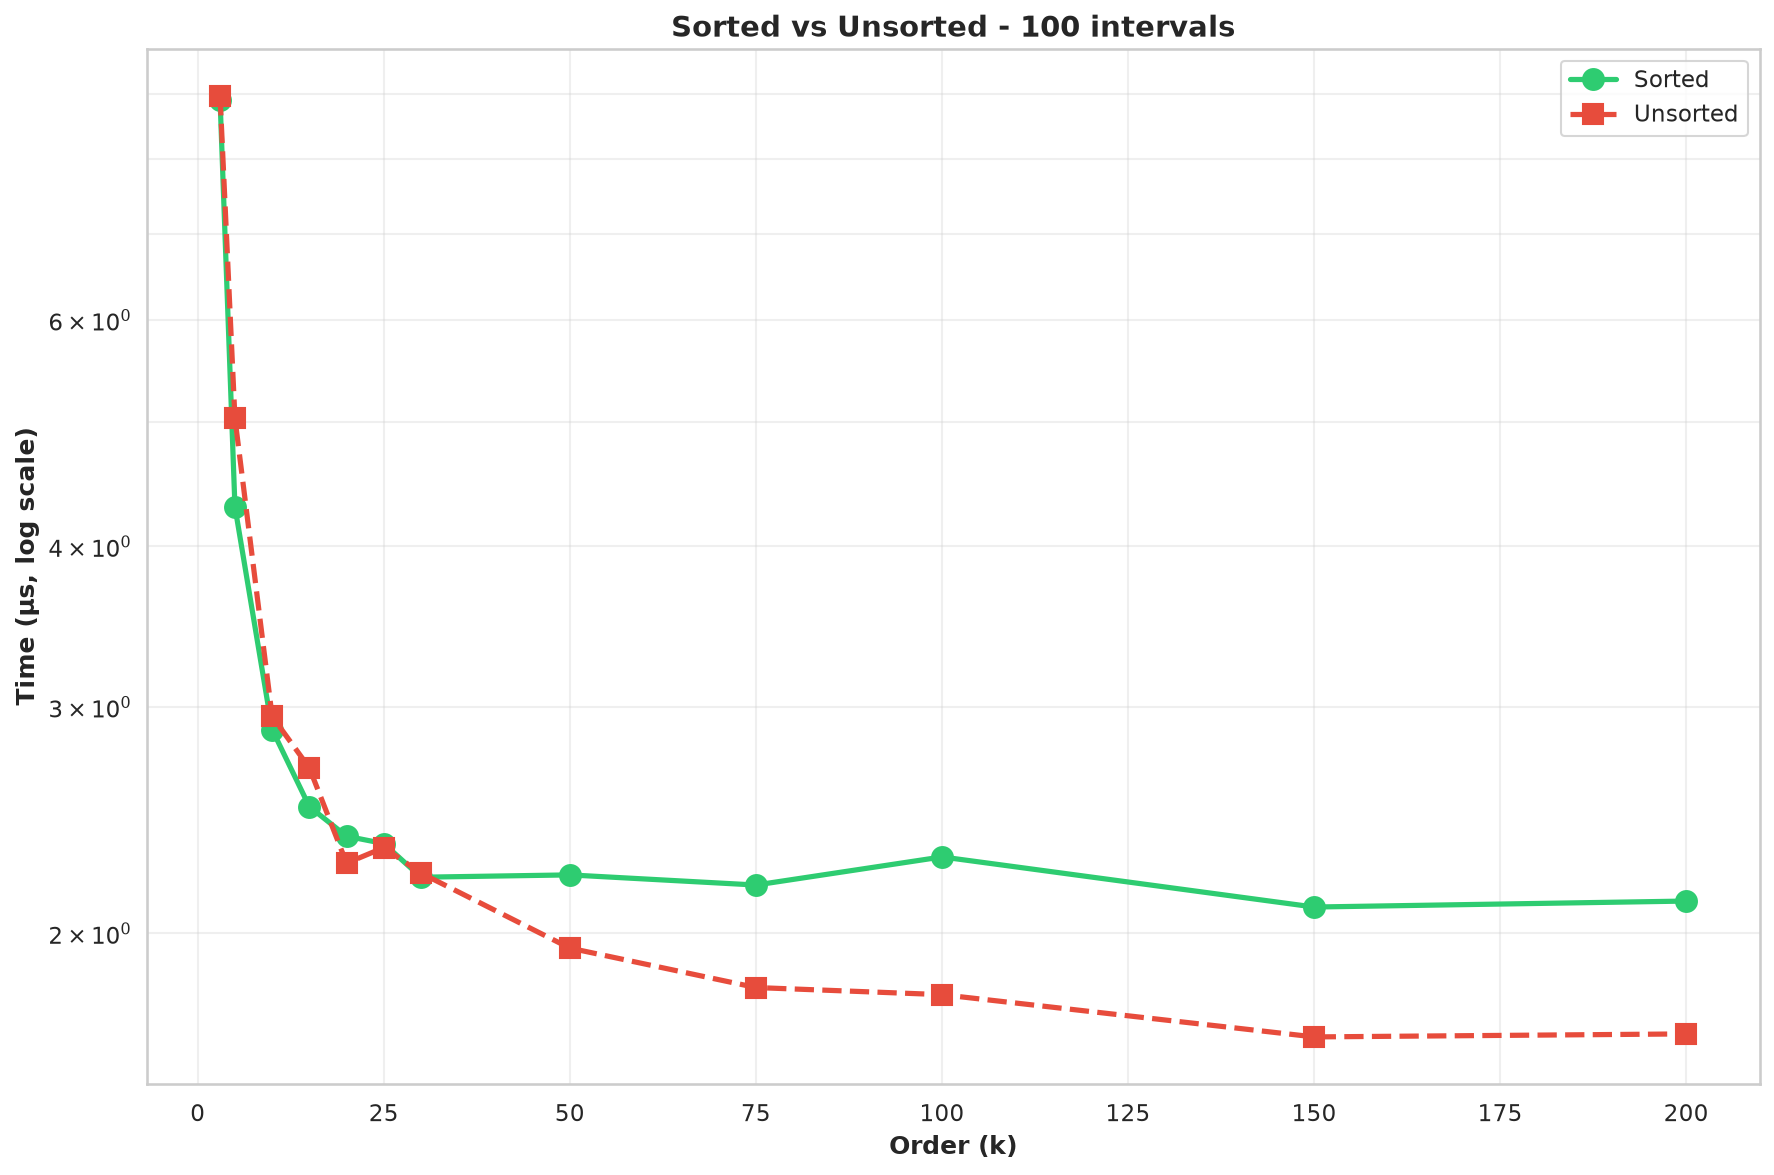 Sorted vs Unsorted - 100 intervals
Sorted
Unsorted
Time (µs, log scale)
6 × 10⁰
4 × 10⁰
3 × 10⁰
2 × 10⁰
0 25 50 75 100 125 150 175 200
Order (k)